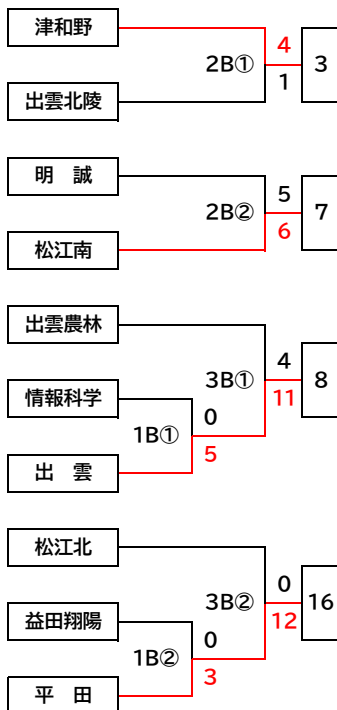 津和野
4
2B①
3
1
出雲北陵
明　誠
5
2B②
7
6
松江南
出雲農林
4
3B①
8
情報科学
11
0
1B①
5
出　雲
松江北
0
3B②
16
益田翔陽
12
0
1B②
3
平　田